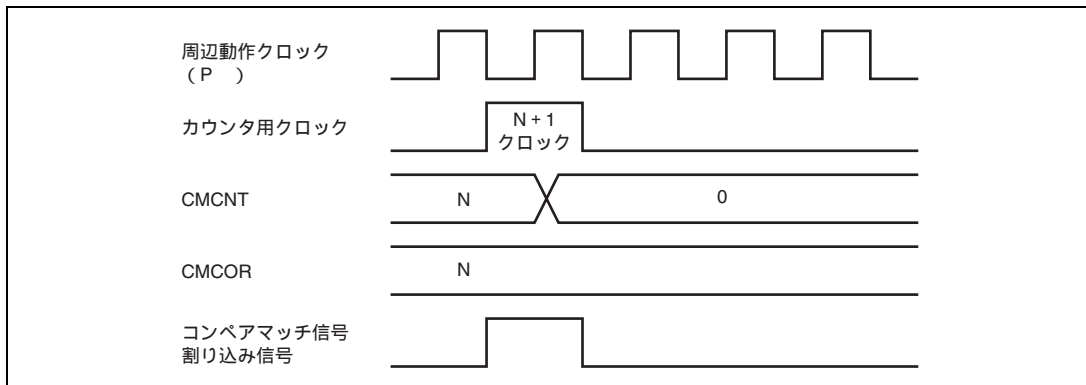 周辺動作クロック
（P　）
カウンタ用クロック
N + 1
クロック
CMCNT
N
0
CMCOR
N
コンペアマッチ信号
割り込み信号